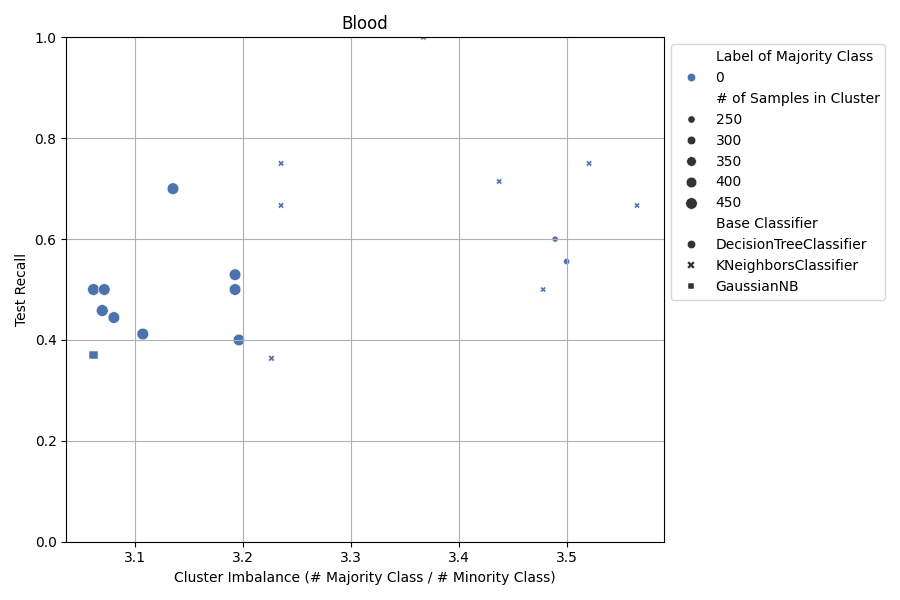 Blood
1.0
0.8
0.6
0.4
0.2
0.0
Test Recall
3.1 3.2 3.3 3.4 3.5
Cluster Imbalance (# Majority Class / # Minority Class)
Label of Majority Class
0
# of Samples in Cluster
250
300
350
400
450
Base Classifier
DecisionTreeClassifier
KNeighborsClassifier
GaussianNB